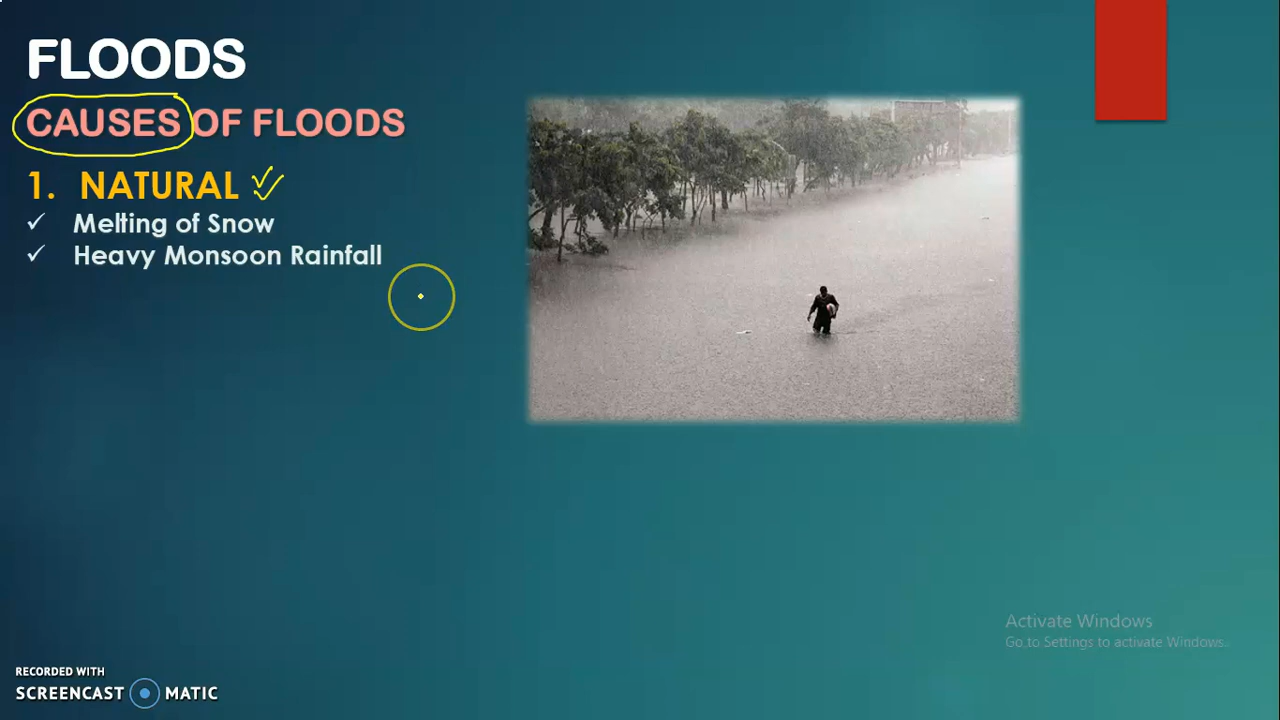 FLOODS
CAUSES OF FLOODS
1. NATURAL
Melting of Snow
Heavy Monsoon Rainfall
Activate Windows
Go to Settings to activate Windows.
RECORDED WITH
SCREENCAST MATIC